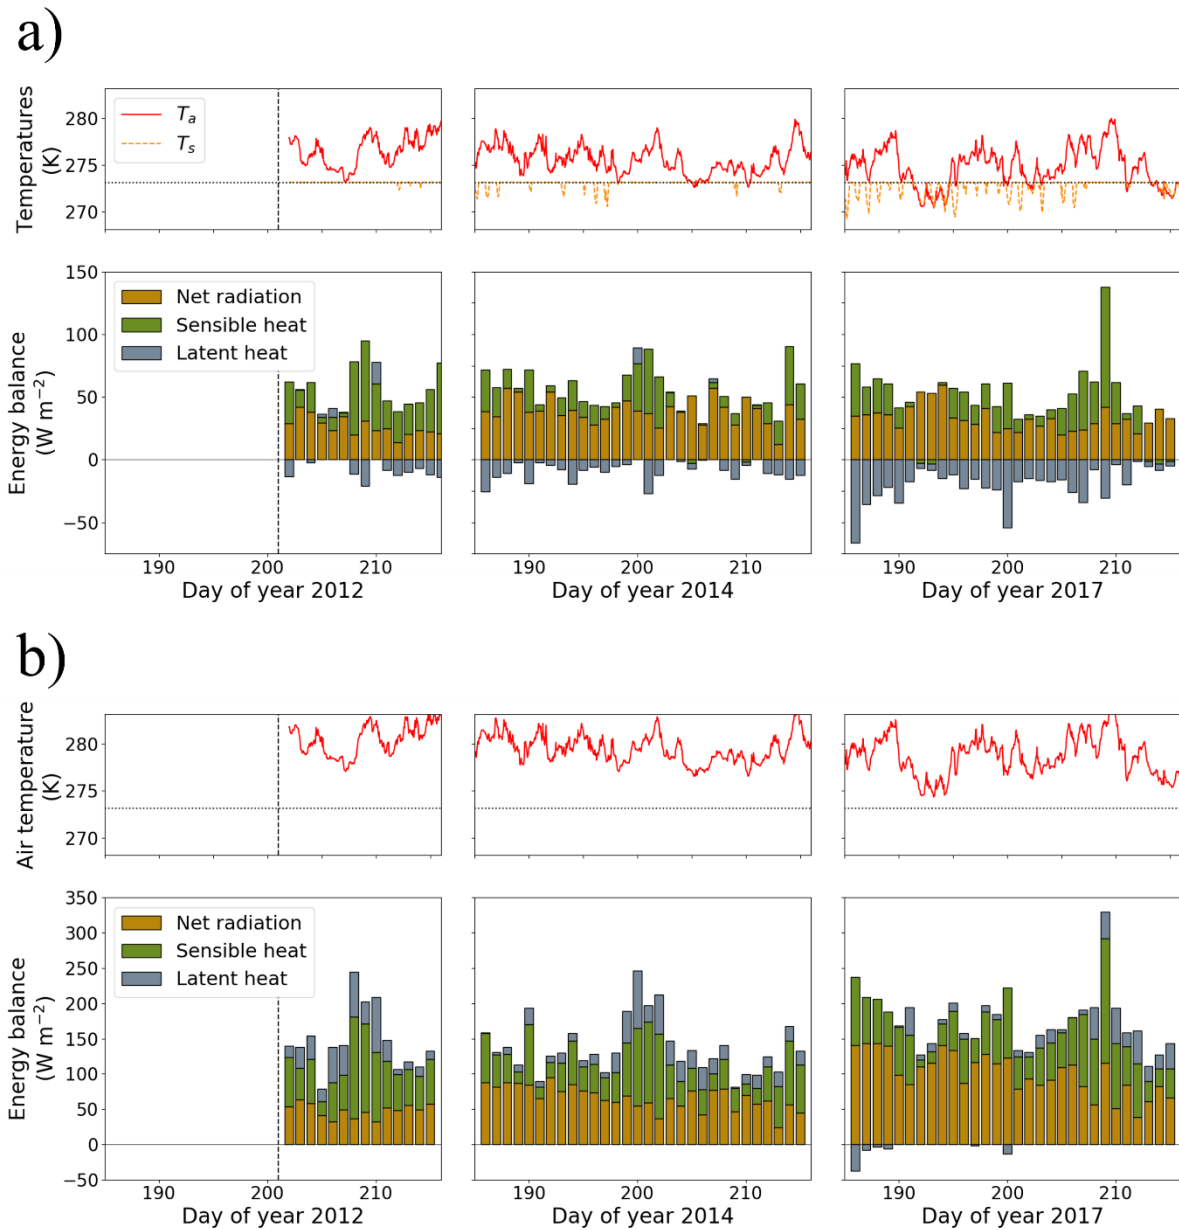 a)
Temperatures
(K)
280
275
270
T_a
T_s
Energy balance
(W m⁻²)
150
100
50
0
−50
Net radiation
Sensible heat
Latent heat
190 200 210
190 200 210
190 200 210
Day of year 2012
Day of year 2014
Day of year 2017
b)
Air temperature
(K)
280
275
270
Energy balance
(W m⁻²)
350
300
250
200
150
100
50
0
−50
Net radiation
Sensible heat
Latent heat
190 200 210
190 200 210
190 200 210
Day of year 2012
Day of year 2014
Day of year 2017